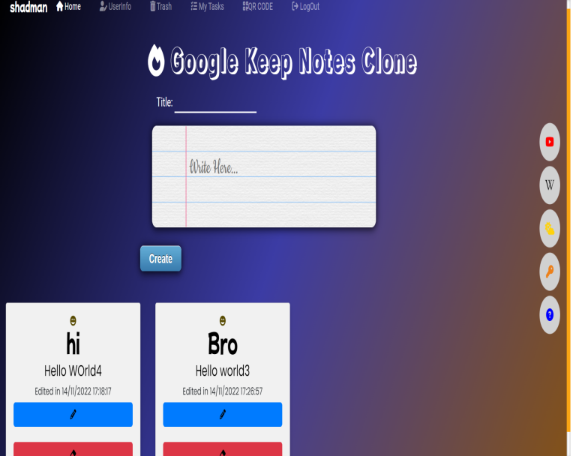 shadman Home UserInfo Trash My Tasks QR CODE LogOut
Google Keep Notes Clone
Title:
Write Here...
W
Create
hi
Hello WOrld4
Edited in 14/11/2022 17:18:17
Bro
Hello world3
Edited in 14/11/2022 17:26:57